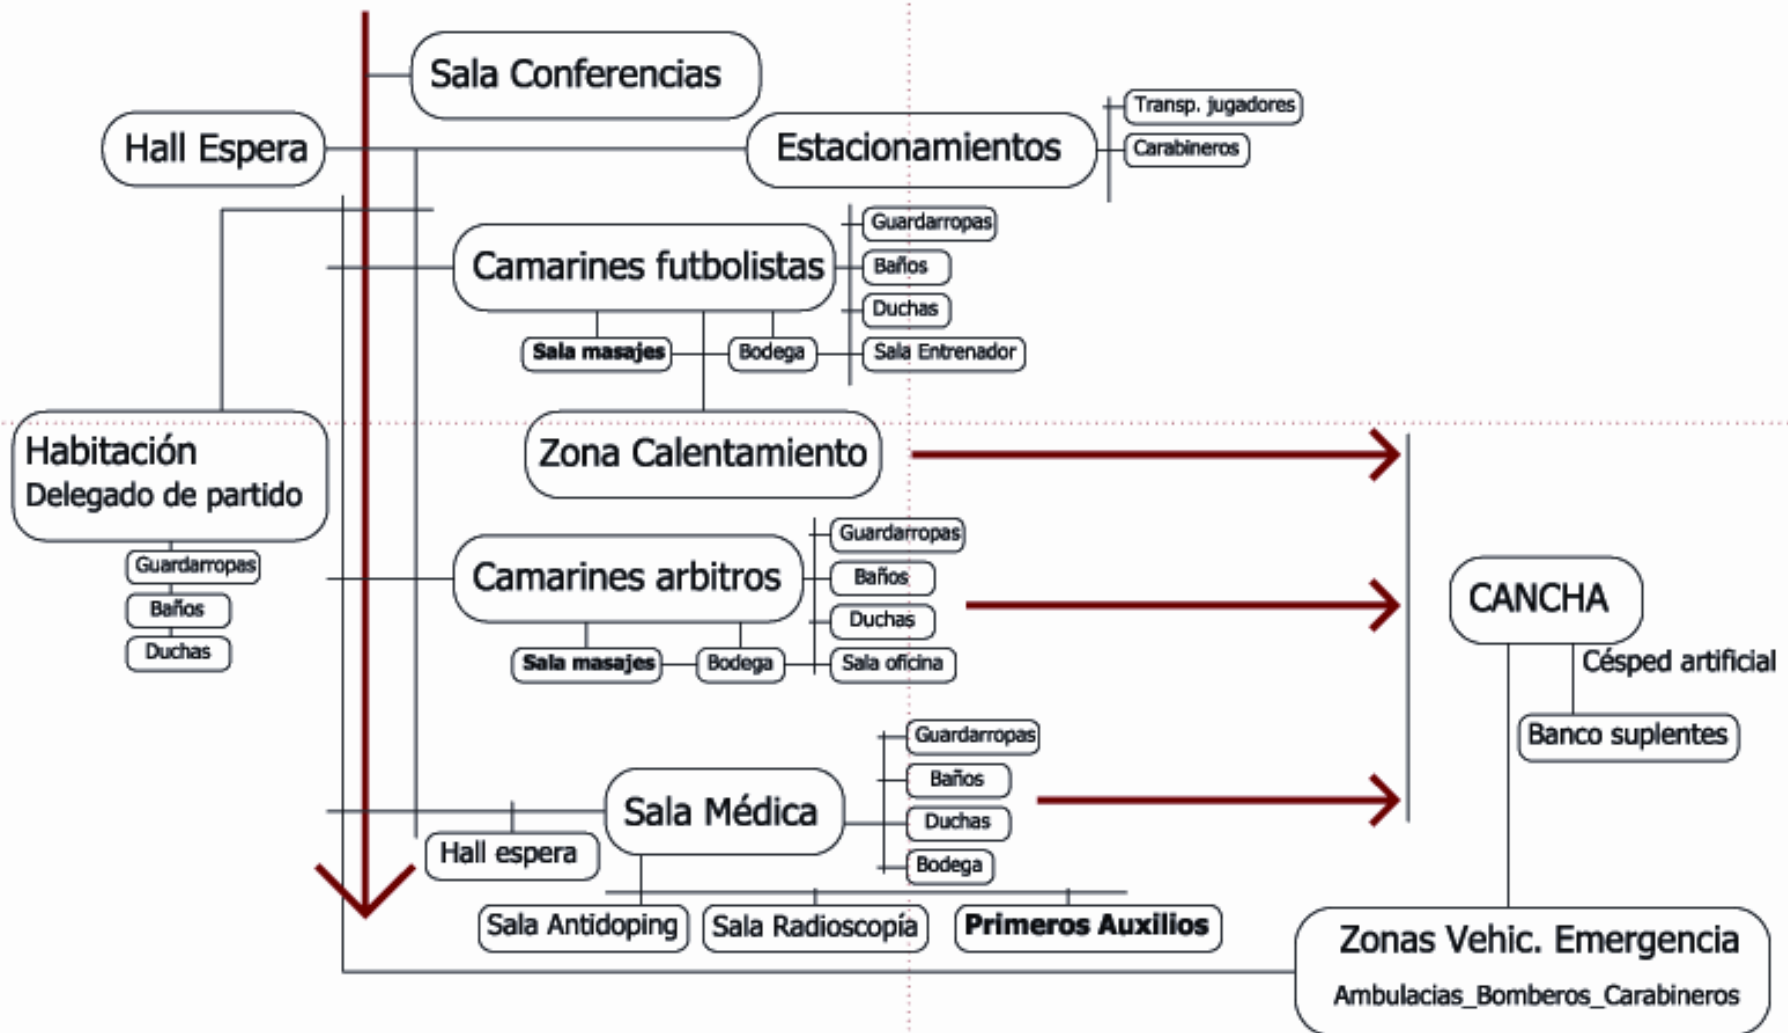 Sala Conferencias
Hall Espera
Estacionamientos
Transp. jugadores
Carabineros
Camarines futbolistas
Guardarropas
Baños
Duchas
Sala Entrenador
Sala masajes
Bodega
Habitación
Delegado de partido
Guardarropas
Baños
Duchas
Zona Calentamiento
Camarines arbitros
Guardarropas
Baños
Duchas
Sala oficina
Sala masajes
Bodega
CANCHA
Césped artificial
Banco suplentes
Sala Médica
Guardarropas
Baños
Duchas
Bodega
Hall espera
Sala Antidoping
Sala Radioscopía
Primeros Auxilios
Zonas Vehic. Emergencia
Ambulacias_Bomberos_Carabineros